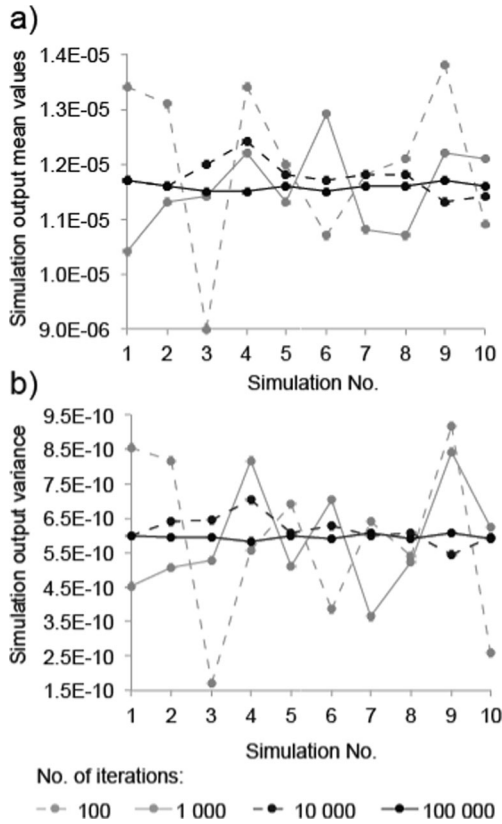 a)
Simulation output mean values
1.4E-05
1.3E-05
1.2E-05
1.1E-05
1.0E-05
9.0E-06
1 2 3 4 5 6 7 8 9 10
Simulation No.
b)
Simulation output variance
9.5E-10
8.5E-10
7.5E-10
6.5E-10
5.5E-10
4.5E-10
3.5E-10
2.5E-10
1.5E-10
1 2 3 4 5 6 7 8 9 10
Simulation No.
No. of iterations:
100 1 000 10 000 100 000